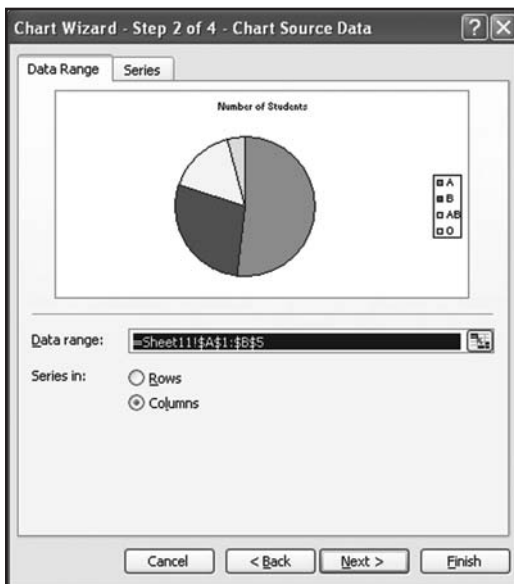 Chart Wizard - Step 2 of 4 - Chart Source Data
Data Range Series
Number of Students
A
B
AB
O
Data range: =Sheet11!$A$1:$B$5
Series in: Rows
Columns
Cancel < Back Next > Finish